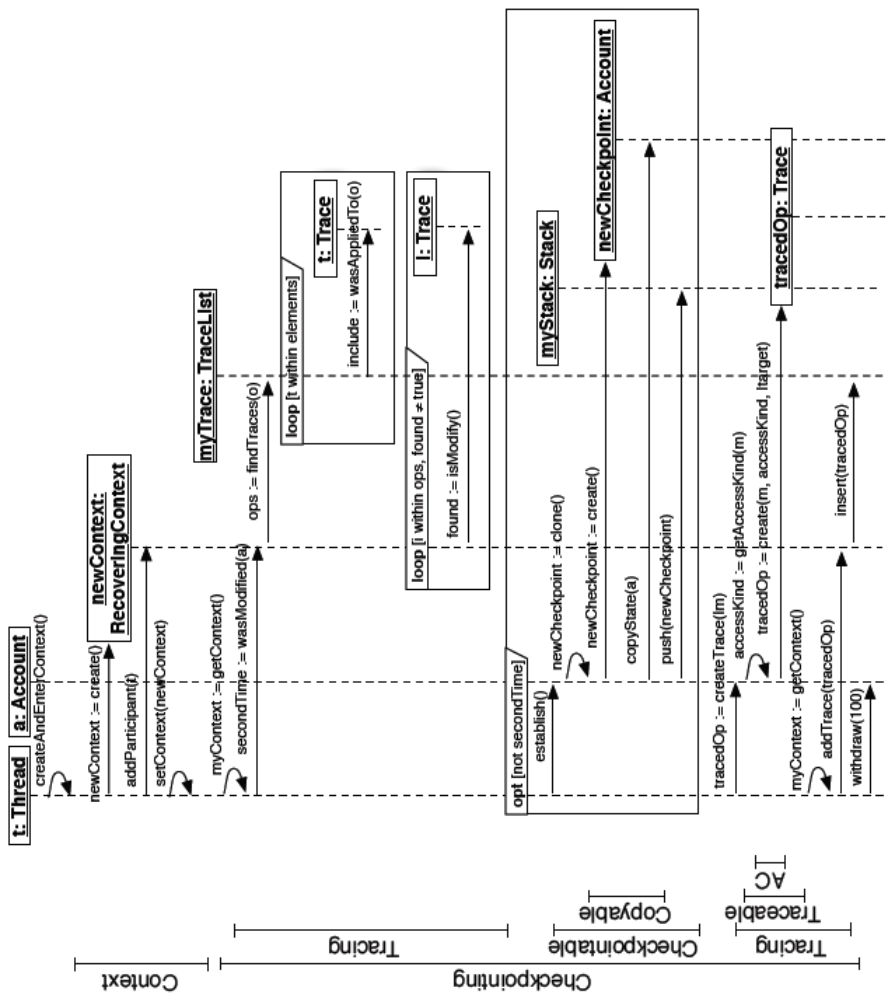 t: Thread
a: Account
createAndEnterContext()
newContext := create()
newContext:
RecoveringContext
addParticipant(t)
setContext(newContext)
myContext := getContext()
secondTime := wasModified(a)
myTrace: TraceList
ops := findTraces(o)
loop [t within elements]
t: Trace
include := wasAppliedTo(o)
loop [i within ops, found ≠ true]
l: Trace
found := isModify()
opt [not secondTime]
establish()
newCheckpoint := clone()
newCheckpoint := create()
myStack: Stack
newCheckpoint: Account
copyState(a)
push(newCheckpoint)
tracedOp := createTrace(lm)
accessKind := getAccessKind(m)
tracedOp := create(m, accessKind, ltarget)
tracedOp: Trace
myContext := getContext()
addTrace(tracedOp)
insert(tracedOp)
withdraw(100)
Context
Checkpointing
Tracing
Checkpointable
Copyable
Tracing
Traceable
AC